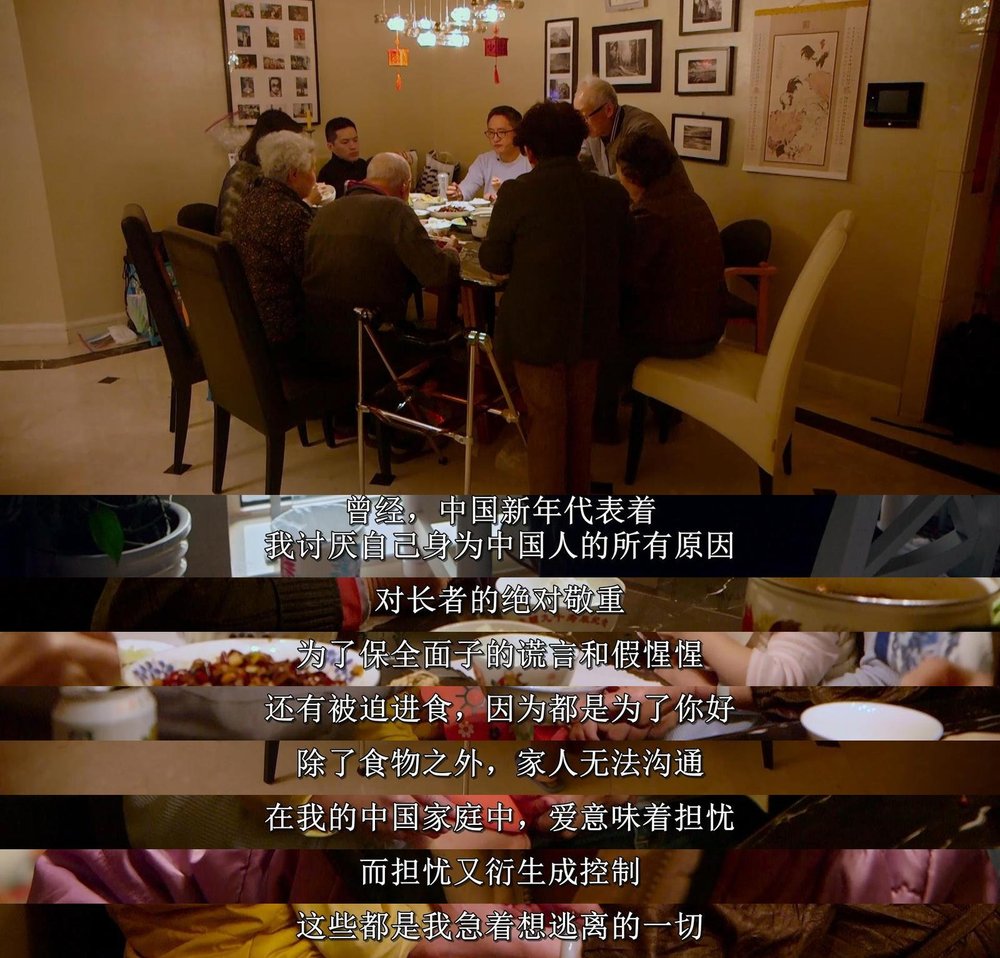 曾经，中国新年代表着
我讨厌自己身为中国人的所有原因
对长者的绝对敬重
为了保全面子的谎言和假惺惺
还有被迫进食，因为都是为了你好
除了食物之外，家人无法沟通
在我的中国家庭中，爱意味着担忧
而担忧又衍生成控制
这些都是我急着想逃离的一切